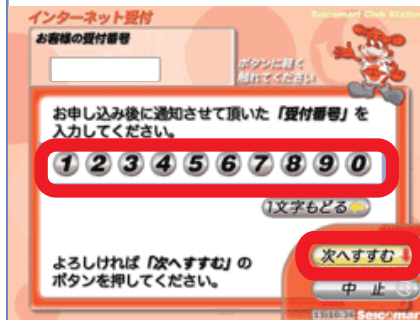 インターネット受付
Seicomart Club Station
お客様の受付番号
ボタンに軽く
触れてください
お申し込み後に通知させて頂いた「受付番号」を
入力してください。
1 2 3 4 5 6 7 8 9 0
1文字もどる
よろしければ「次へすすむ」の
ボタンを押してください。
次へすすむ
中 止
Seicomart